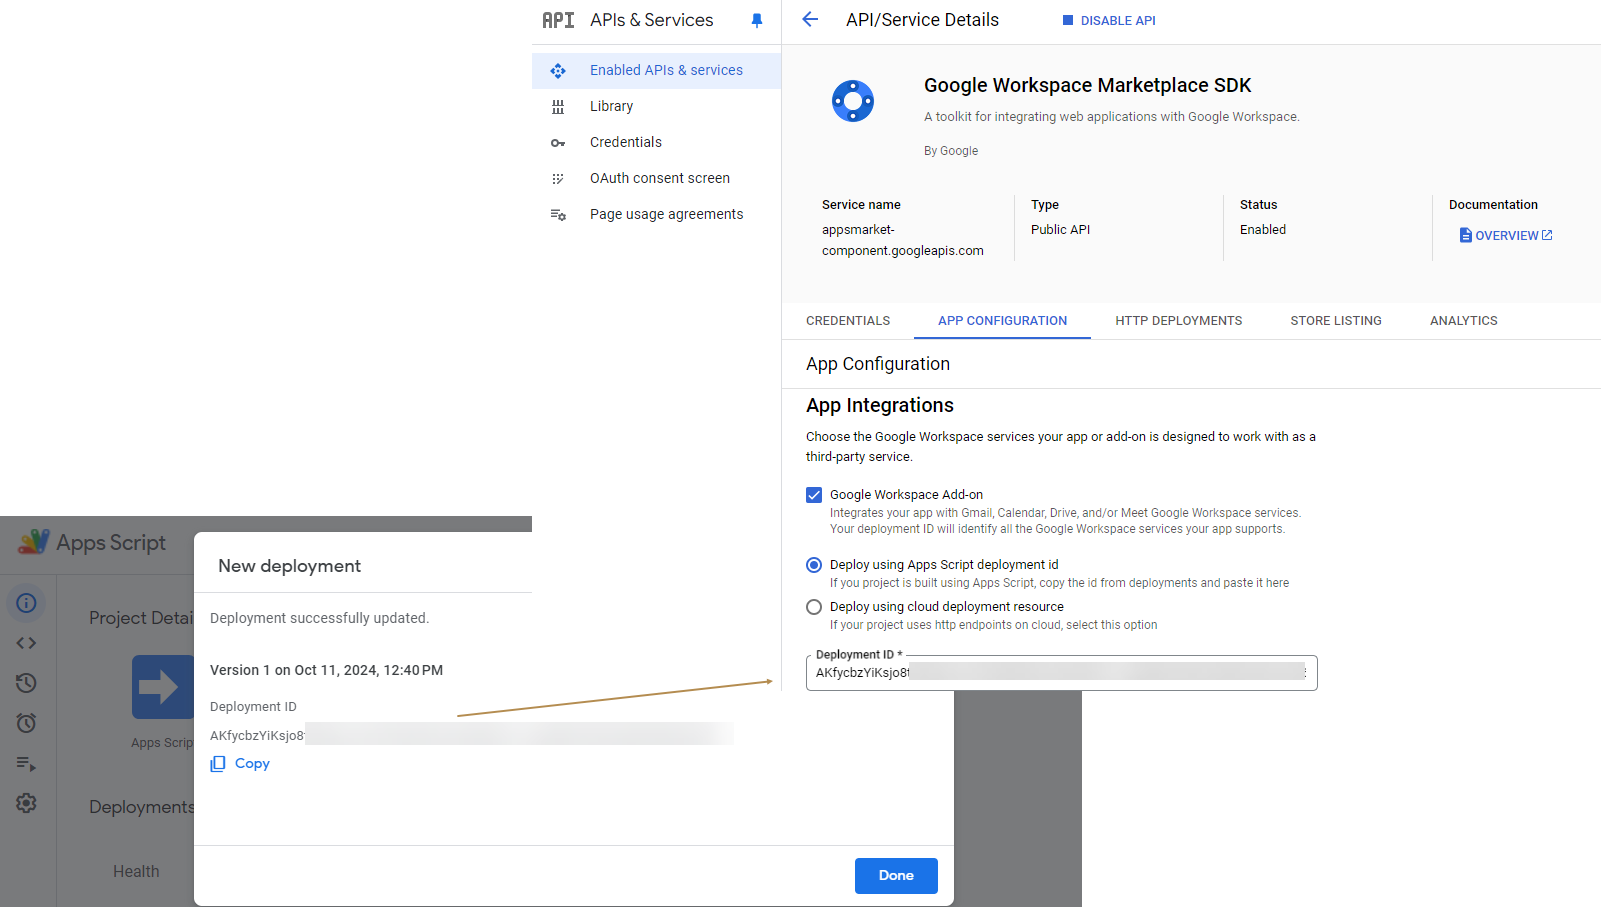 API APIs & Services
Enabled APIs & services
Library
Credentials
OAuth consent screen
Page usage agreements
API/Service Details
DISABLE API
Google Workspace Marketplace SDK
A toolkit for integrating web applications with Google Workspace.
By Google
Service name
appsmarket-
component.googleapis.com
Type
Public API
Status
Enabled
Documentation
OVERVIEW
CREDENTIALS
APP CONFIGURATION
HTTP DEPLOYMENTS
STORE LISTING
ANALYTICS
App Configuration
App Integrations
Choose the Google Workspace services your app or add-on is designed to work with as a
third-party service.
Google Workspace Add-on
Integrates your app with Gmail, Calendar, Drive, and/or Meet Google Workspace services.
Your deployment ID will identify all the Google Workspace services your app supports.
Deploy using Apps Script deployment id
If you project is built using Apps Script, copy the id from deployments and paste it here
Deploy using cloud deployment resource
If your project uses http endpoints on cloud, select this option
Deployment ID *
AKfycbzYiKsjo8
Apps Script
Project Detai
Apps Scrip
Deployments
Health
New deployment
Deployment successfully updated.
Version 1 on Oct 11, 2024, 12:40 PM
Deployment ID
AKfycbzYiKsjo8
Copy
Done